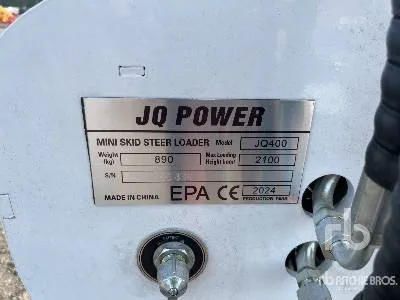 JQ POWER
MINI SKID STEER LOADER Model JQ400
Weight (kg) 890 Max Loading Height (mm) 2100
S/N
MADE IN CHINA EPA CE 2024
PRODUCTION YEAR
rb
RITCHIE BROS.